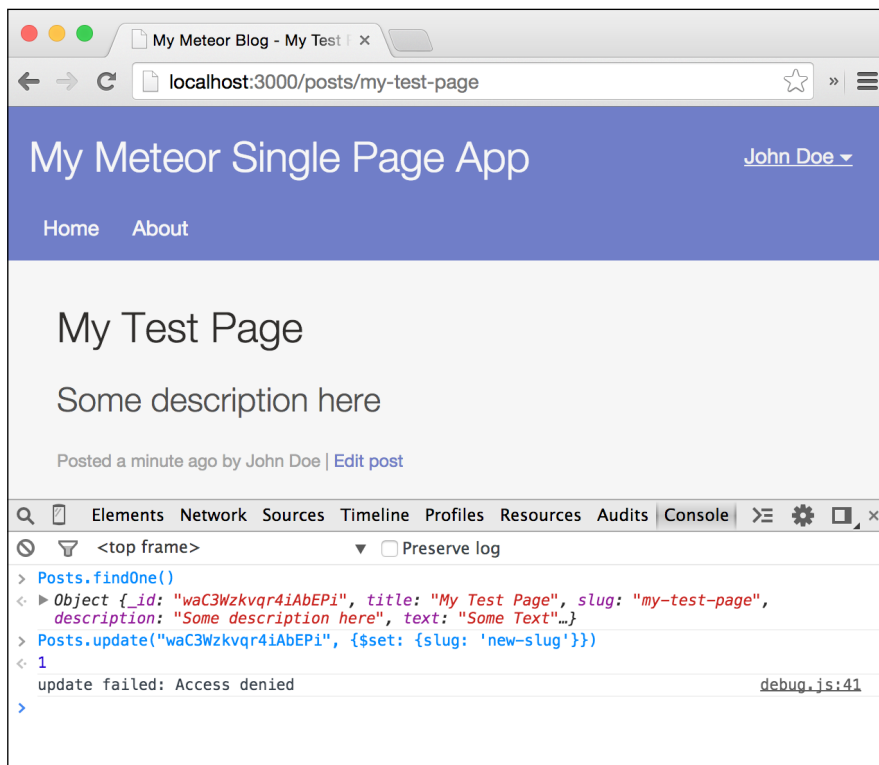 My Meteor Blog - My Test
localhost:3000/posts/my-test-page
My Meteor Single Page App
John Doe
Home About
My Test Page
Some description here
Posted a minute ago by John Doe | Edit post
Elements Network Sources Timeline Profiles Resources Audits Console
<top frame> Preserve log
Posts.findOne()
Object {_id: "waC3Wzkvqr4iAbEPi", title: "My Test Page", slug: "my-test-page",
description: "Some description here", text: "Some Text"…}
Posts.update("waC3Wzkvqr4iAbEPi", {$set: {slug: 'new-slug'}})
1
update failed: Access denied debug.js:41